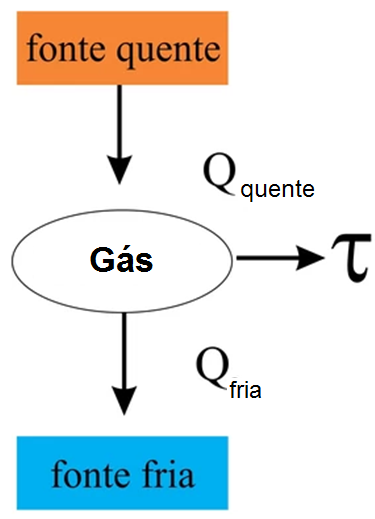 fonte quente
Q quente
Gás
τ
Q fria
fonte fria